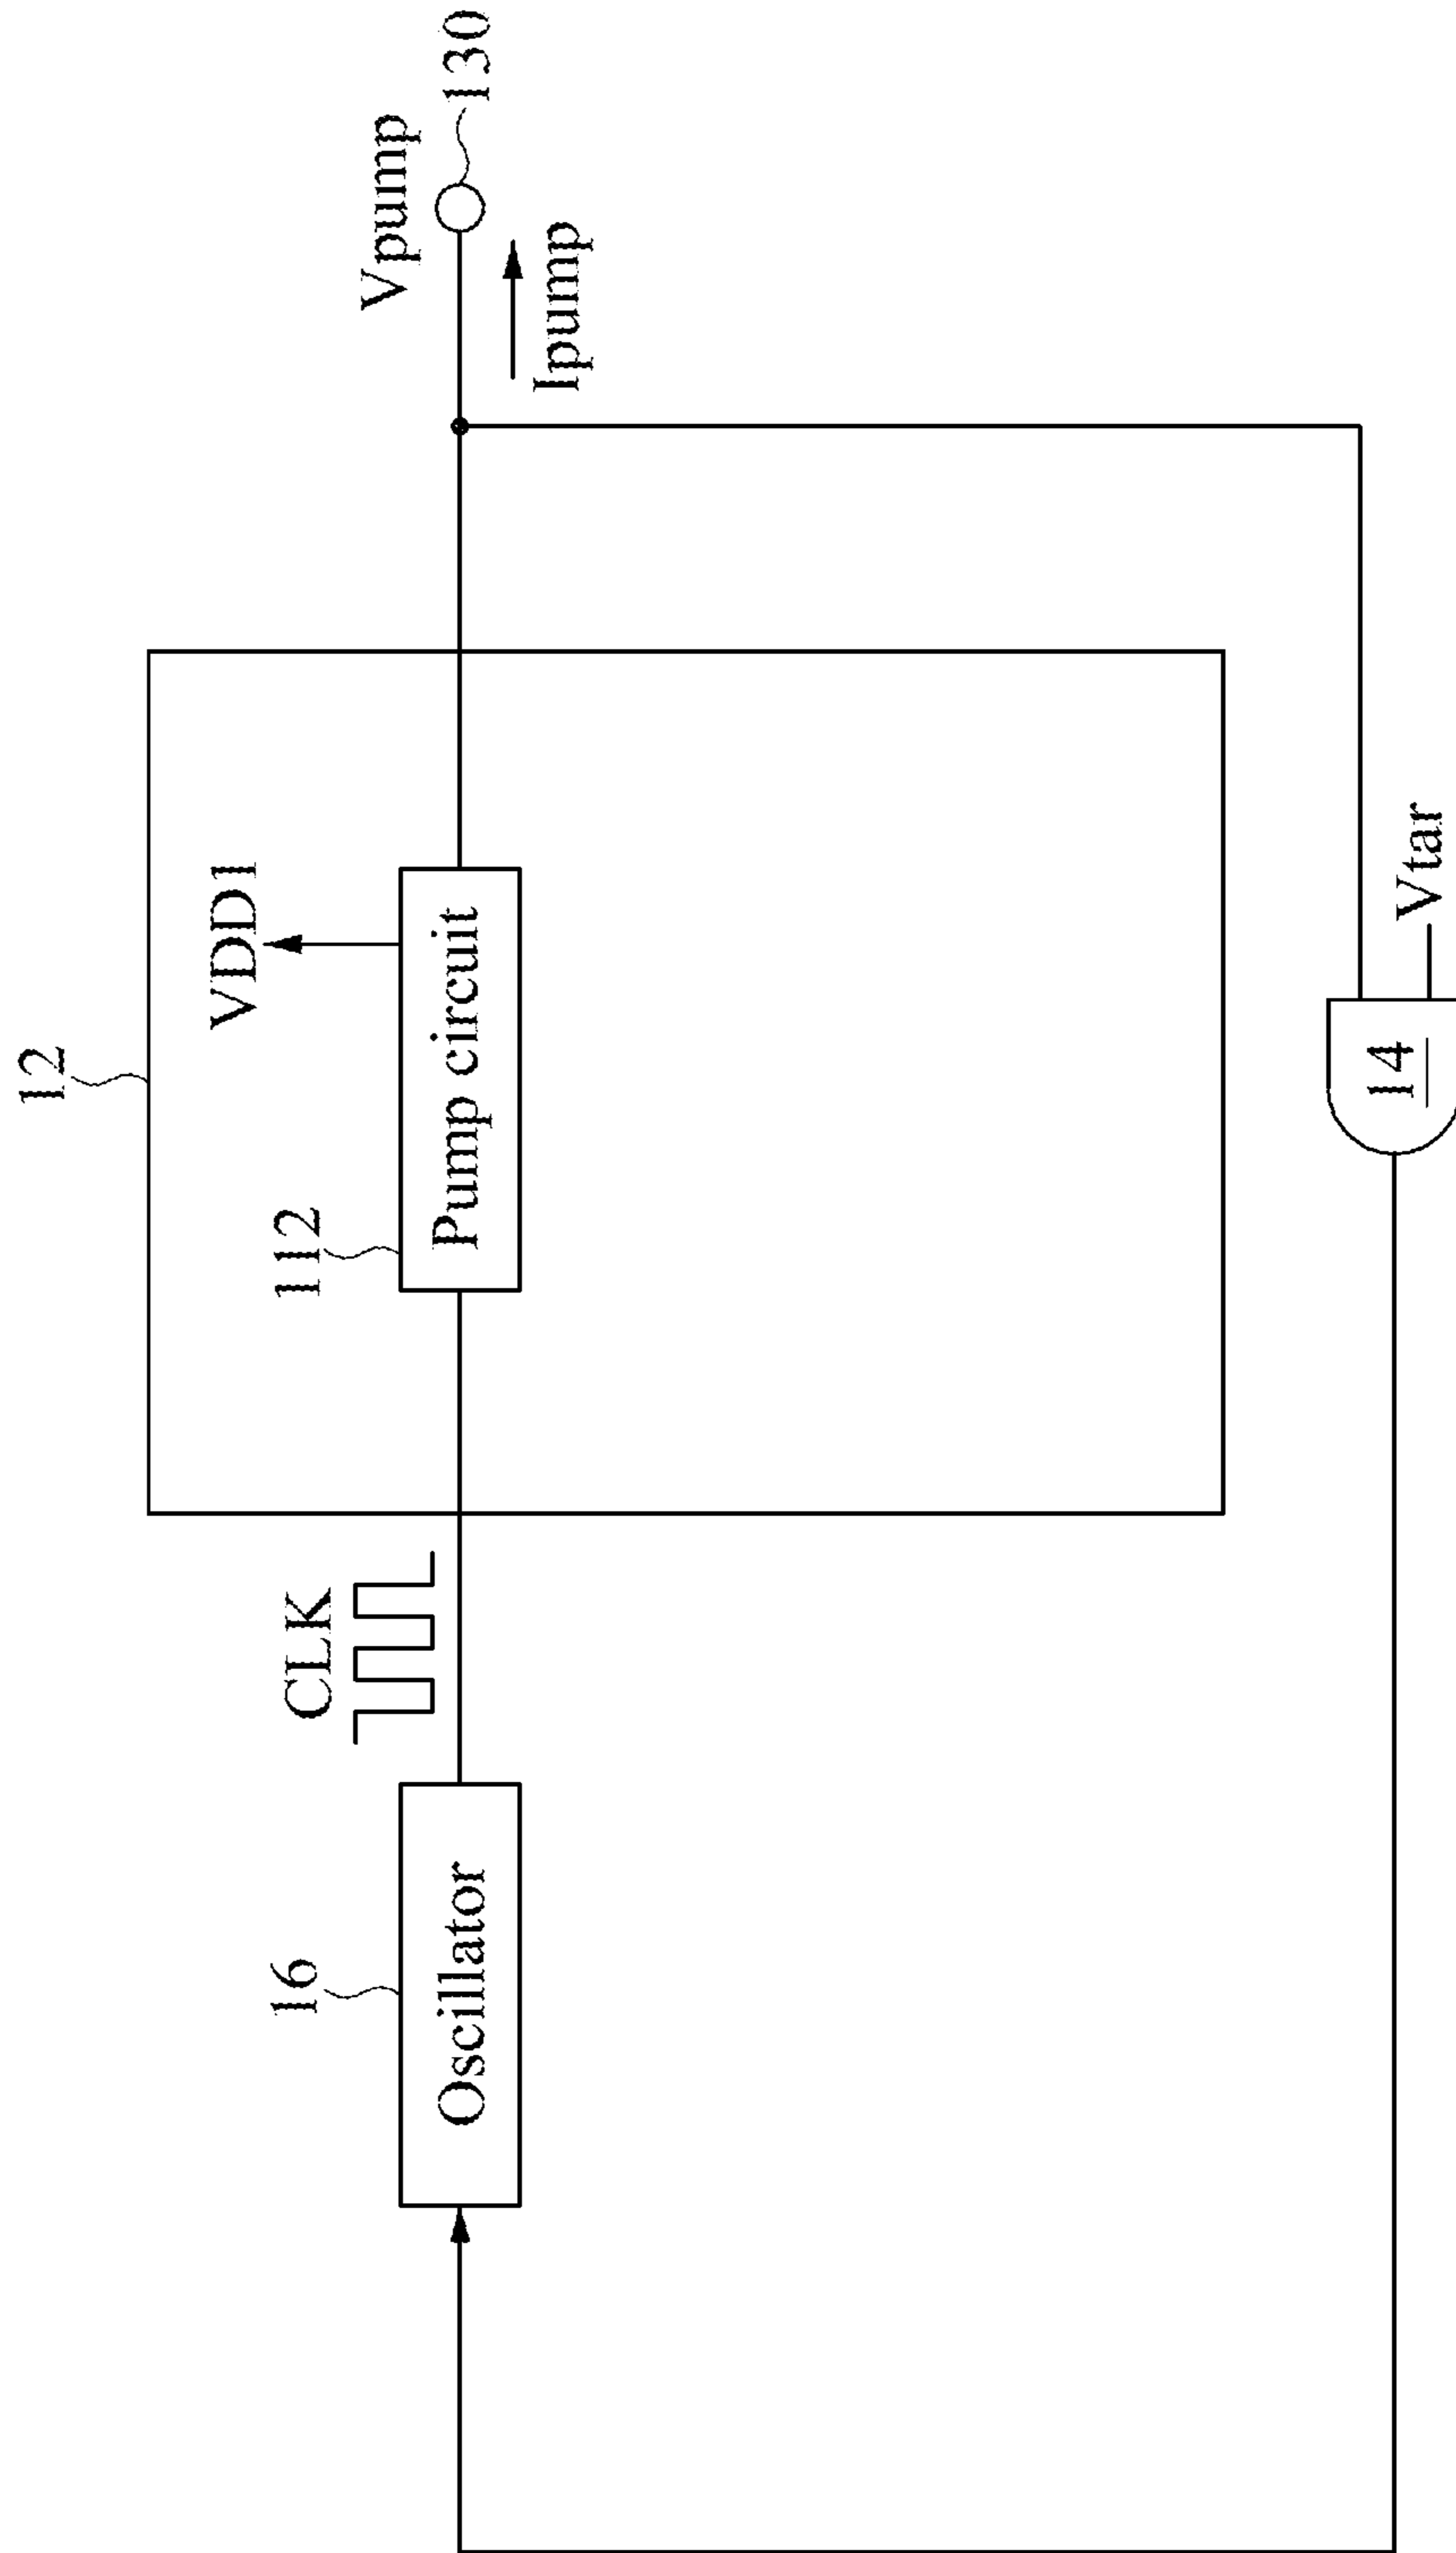 12
VDD1
112
Pump circuit
16
Oscillator
CLK
Vpump
130
Ipump
14
Vtar